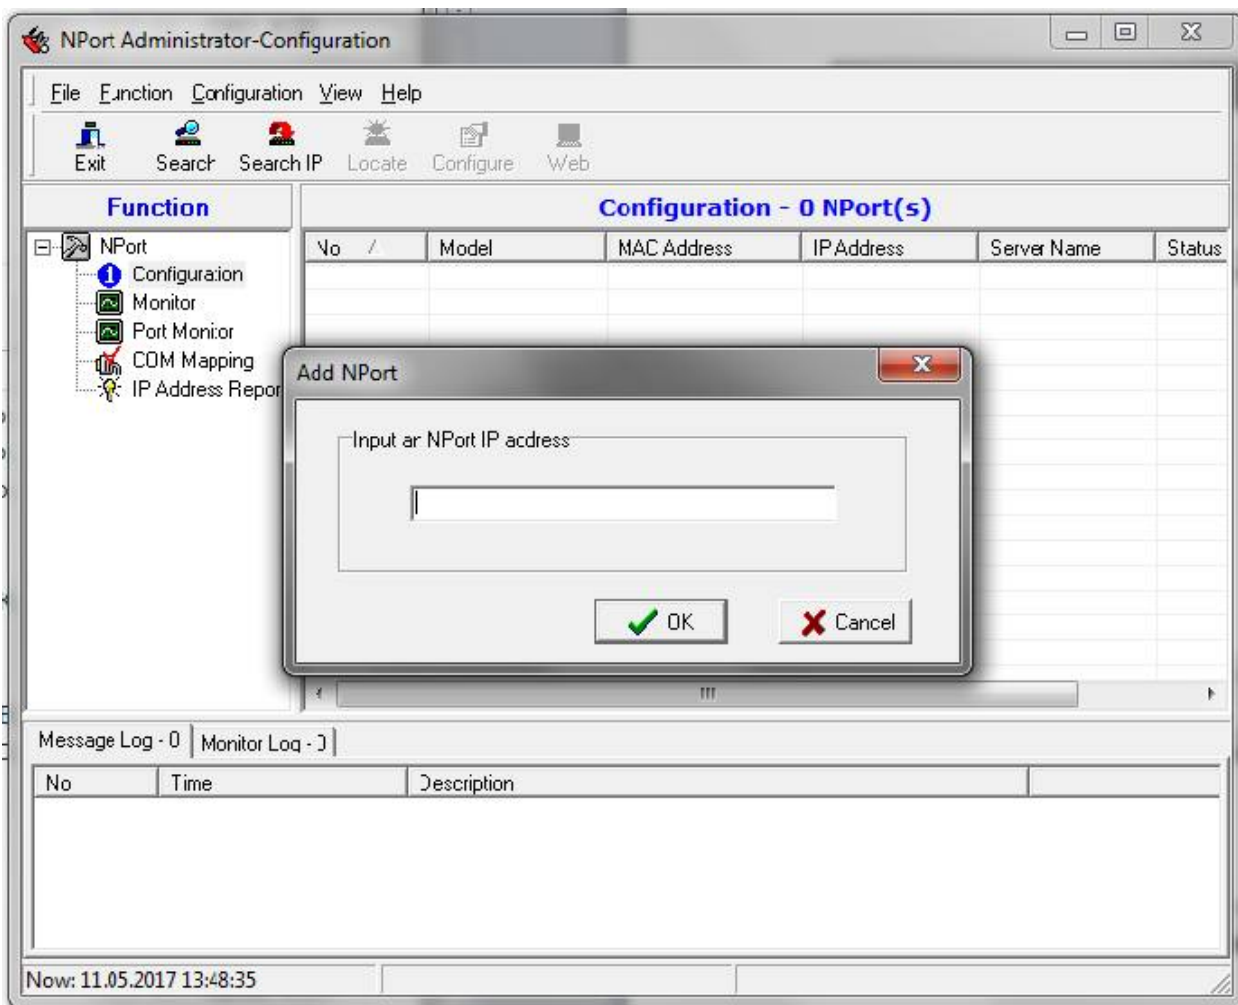 NPort Administrator-Configuration
File Function Configuration View Help
Exit Search Search IP Locate Configure Web
Function
Configuration - 0 NPort(s)
NPort
Configuration
Monitor
Port Monitor
COM Mapping
IP Address Repor
No Model MAC Address IP Address Server Name Status
Add NPort
Input an NPort IP address
OK Cancel
Message Log - 0 Monitor Log - 0
No Time Description
Now: 11.05.2017 13:48:35